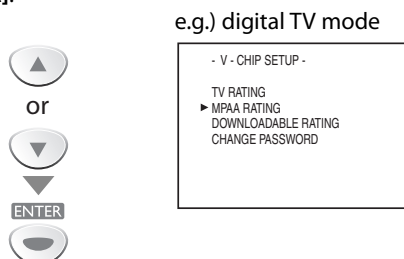 e.g.) digital TV mode
or
ENTER
- V - CHIP SETUP -
TV RATING
MPAA RATING
DOWNLOADABLE RATING
CHANGE PASSWORD